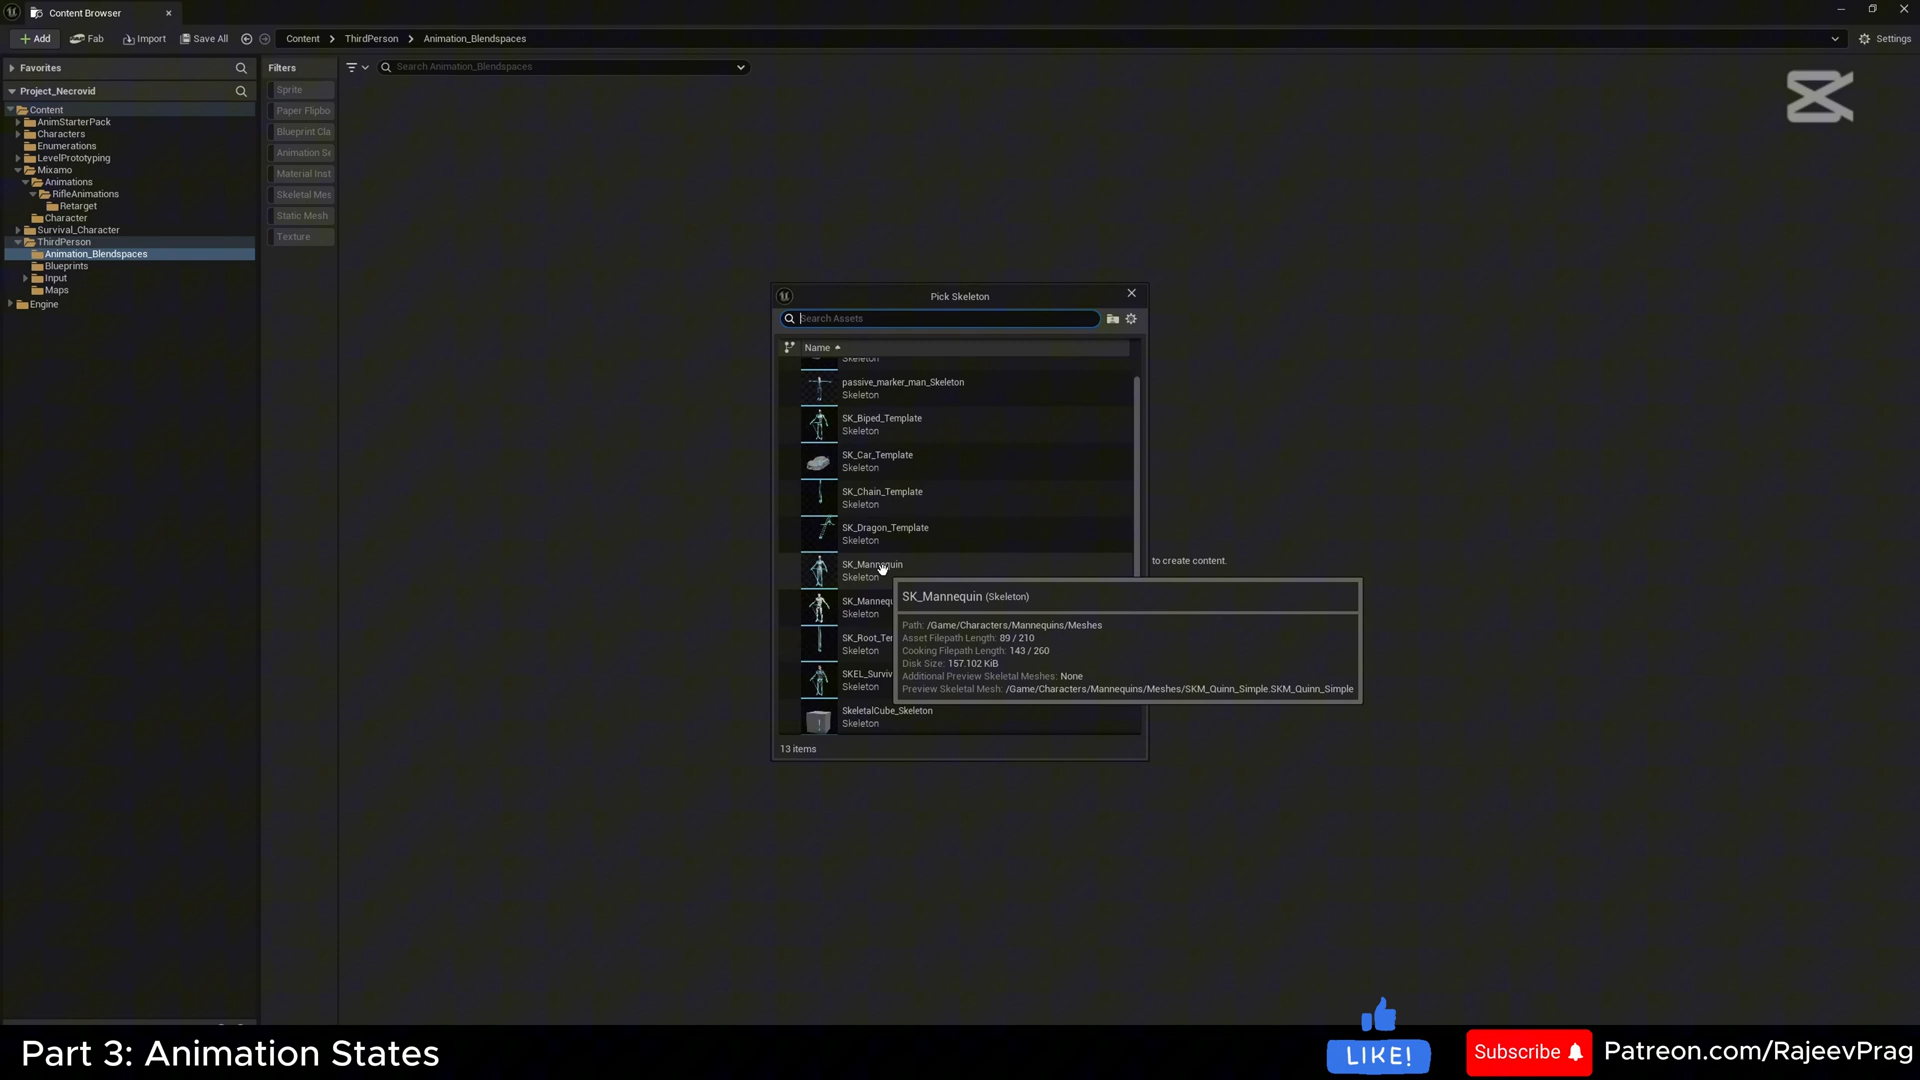 Content Browser
Add
Fab
Import
Save All
Content
ThirdPerson
Animation_Blendspaces
Settings
Favorites
Filters
Search Animation_Blendspaces
Project_Necrovid
Content
AnimStarterPack
Characters
Enumerations
LevelPrototyping
Mixamo
Animations
RifleAnimations
Retarget
Character
Survival_Character
ThirdPerson
Animation_Blendspaces
Blueprints
Input
Maps
Engine
Sprite
Paper Flipbo
Blueprint Cla
Animation Se
Material Inst
Skeletal Mes
Static Mesh
Texture
Pick Skeleton
Search Assets
Name
Skeleton
passive_marker_man_Skeleton
Skeleton
SK_Biped_Template
Skeleton
SK_Car_Template
Skeleton
SK_Chain_Template
Skeleton
SK_Dragon_Template
Skeleton
SK_Mannequin
Skeleton
SK_Mannequ
Skeleton
SK_Root_Ter
Skeleton
SKEL_Surviv
Skeleton
SkeletalCube_Skeleton
Skeleton
13 items
to create content.
SK_Mannequin (Skeleton)
Path: /Game/Characters/Mannequins/Meshes
Asset Filepath Length: 89 / 210
Cooking Filepath Length: 143 / 260
Disk Size: 157.102 KiB
Additional Preview Skeletal Meshes: None
Preview Skeletal Mesh: /Game/Characters/Mannequins/Meshes/SKM_Quinn_Simple.SKM_Quinn_Simple
Part 3: Animation States
LIKE!
Subscribe
Patreon.com/RajeevPrag